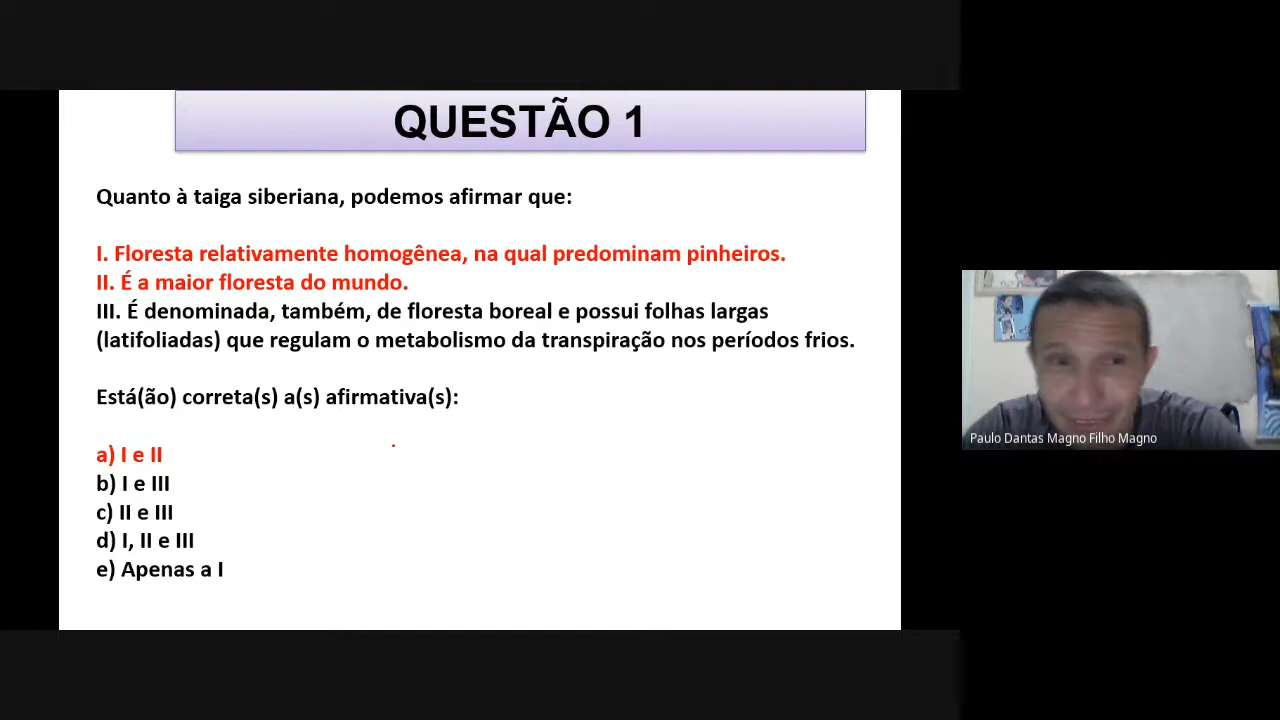 QUESTÃO 1
Quanto à taiga siberiana, podemos afirmar que:
I. Floresta relativamente homogênea, na qual predominam pinheiros.
II. É a maior floresta do mundo.
III. É denominada, também, de floresta boreal e possui folhas largas
(latifoliadas) que regulam o metabolismo da transpiração nos períodos frios.
Está(ão) correta(s) a(s) afirmativa(s):
a) I e II
b) I e III
c) II e III
d) I, II e III
e) Apenas a I
Paulo Dantas Magno Filho Magno